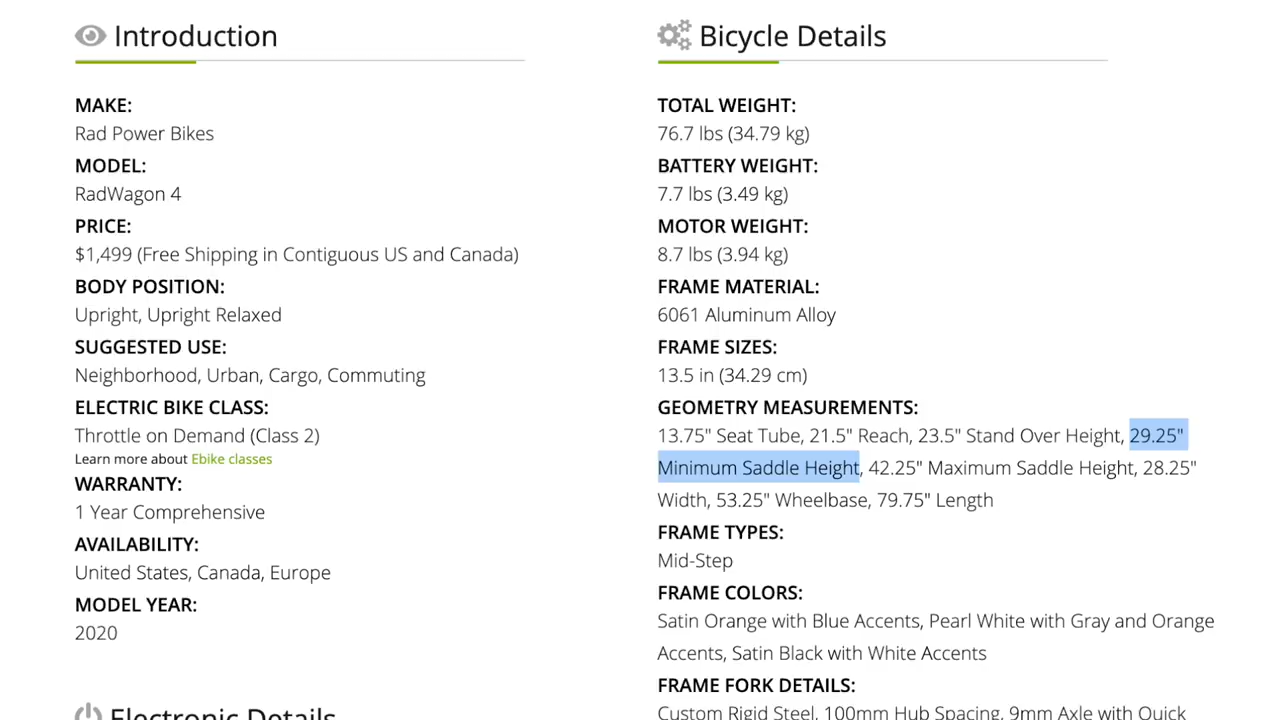 Introduction
MAKE:
Rad Power Bikes
MODEL:
RadWagon 4
PRICE:
$1,499 (Free Shipping in Contiguous US and Canada)
BODY POSITION:
Upright, Upright Relaxed
SUGGESTED USE:
Neighborhood, Urban, Cargo, Commuting
ELECTRIC BIKE CLASS:
Throttle on Demand (Class 2)
Learn more about Ebike classes
WARRANTY:
1 Year Comprehensive
AVAILABILITY:
United States, Canada, Europe
MODEL YEAR:
2020
Electronic Details
Bicycle Details
TOTAL WEIGHT:
76.7 lbs (34.79 kg)
BATTERY WEIGHT:
7.7 lbs (3.49 kg)
MOTOR WEIGHT:
8.7 lbs (3.94 kg)
FRAME MATERIAL:
6061 Aluminum Alloy
FRAME SIZES:
13.5 in (34.29 cm)
GEOMETRY MEASUREMENTS:
13.75" Seat Tube, 21.5" Reach, 23.5" Stand Over Height, 29.25"
Minimum Saddle Height, 42.25" Maximum Saddle Height, 28.25"
Width, 53.25" Wheelbase, 79.75" Length
FRAME TYPES:
Mid-Step
FRAME COLORS:
Satin Orange with Blue Accents, Pearl White with Gray and Orange
Accents, Satin Black with White Accents
FRAME FORK DETAILS:
Custom Rigid Steel, 100mm Hub Spacing, 9mm Axle with Quick